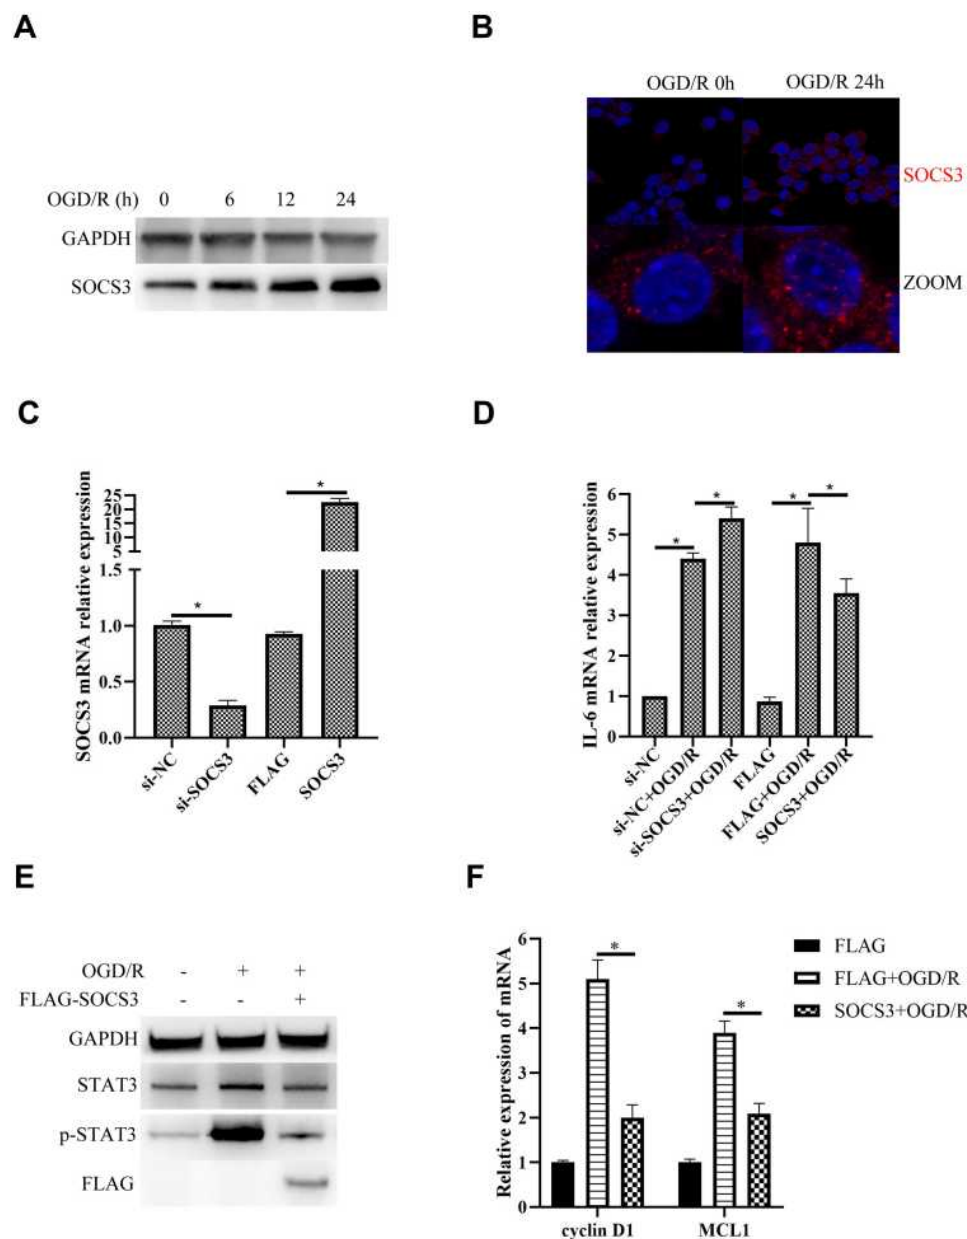 A
OGD/R (h) 0 6 12 24
GAPDH
SOCS3
B
OGD/R 0h OGD/R 24h
SOCS3
ZOOM
C
SOCS3 mRNA relative expression
25
20
15
10
5
1.5
1.0
0.5
0.0
*
*
si-NC
si-SOCS3
FLAG
SOCS3
D
IL-6 mRNA relative expression
6
5
4
3
2
1
0
*
*
*
*
si-NC
si-NC+OGD/R
si-SOCS3+OGD/R
FLAG
FLAG+OGD/R
SOCS3+OGD/R
E
OGD/R - + +
FLAG-SOCS3 - - +
GAPDH
STAT3
p-STAT3
FLAG
F
Relative expression of mRNA
6
5
4
3
2
1
0
*
*
cyclin D1 MCL1
FLAG
FLAG+OGD/R
SOCS3+OGD/R